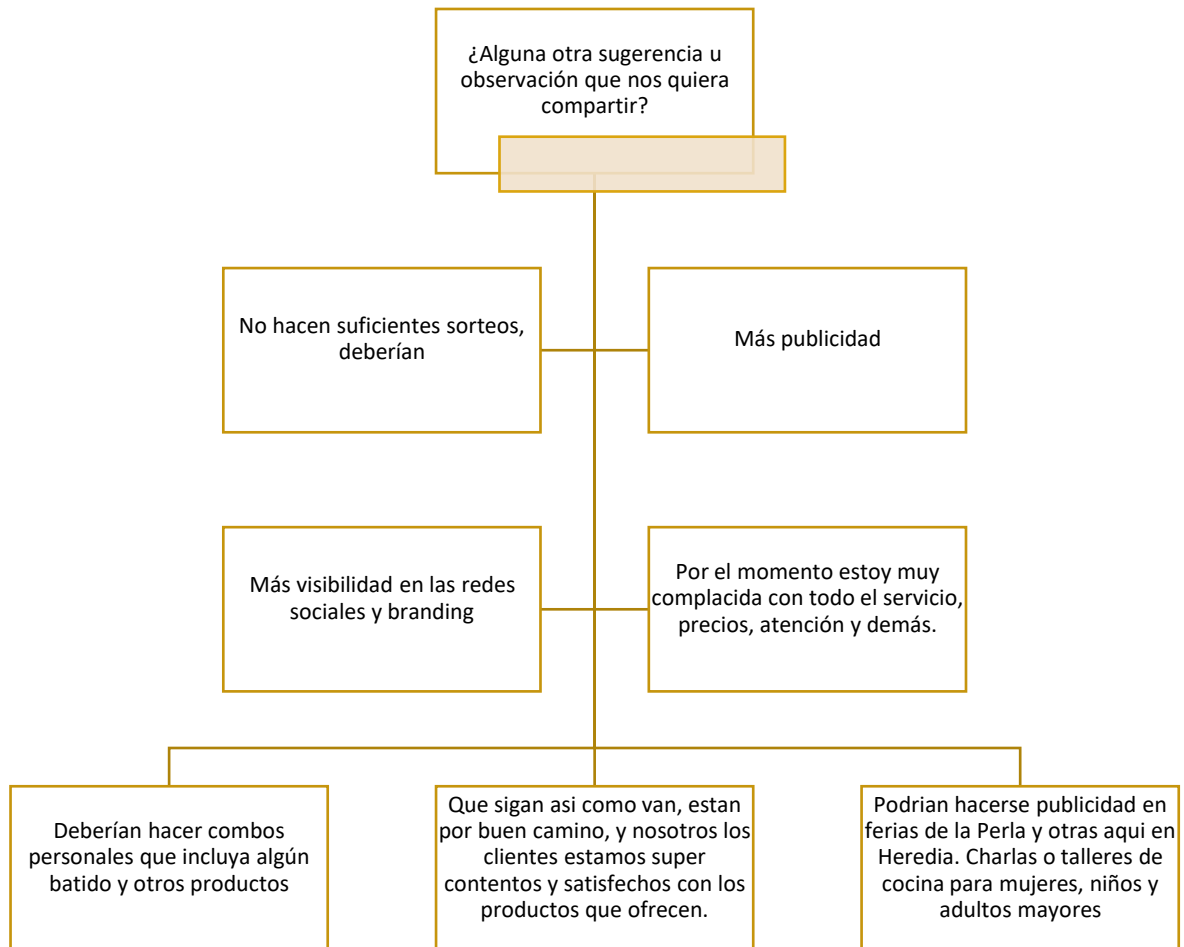 ¿Alguna otra sugerencia u
observación que nos quiera
compartir?
No hacen suficientes sorteos,
deberían
Más publicidad
Más visibilidad en las redes
sociales y branding
Por el momento estoy muy
complacida con todo el servicio,
precios, atención y demás.
Deberían hacer combos
personales que incluya algún
batido y otros productos
Que sigan asi como van, estan
por buen camino, y nosotros los
clientes estamos super
contentos y satisfechos con los
productos que ofrecen.
Podrian hacerse publicidad en
ferias de la Perla y otras aqui en
Heredia. Charlas o talleres de
cocina para mujeres, niños y
adultos mayores